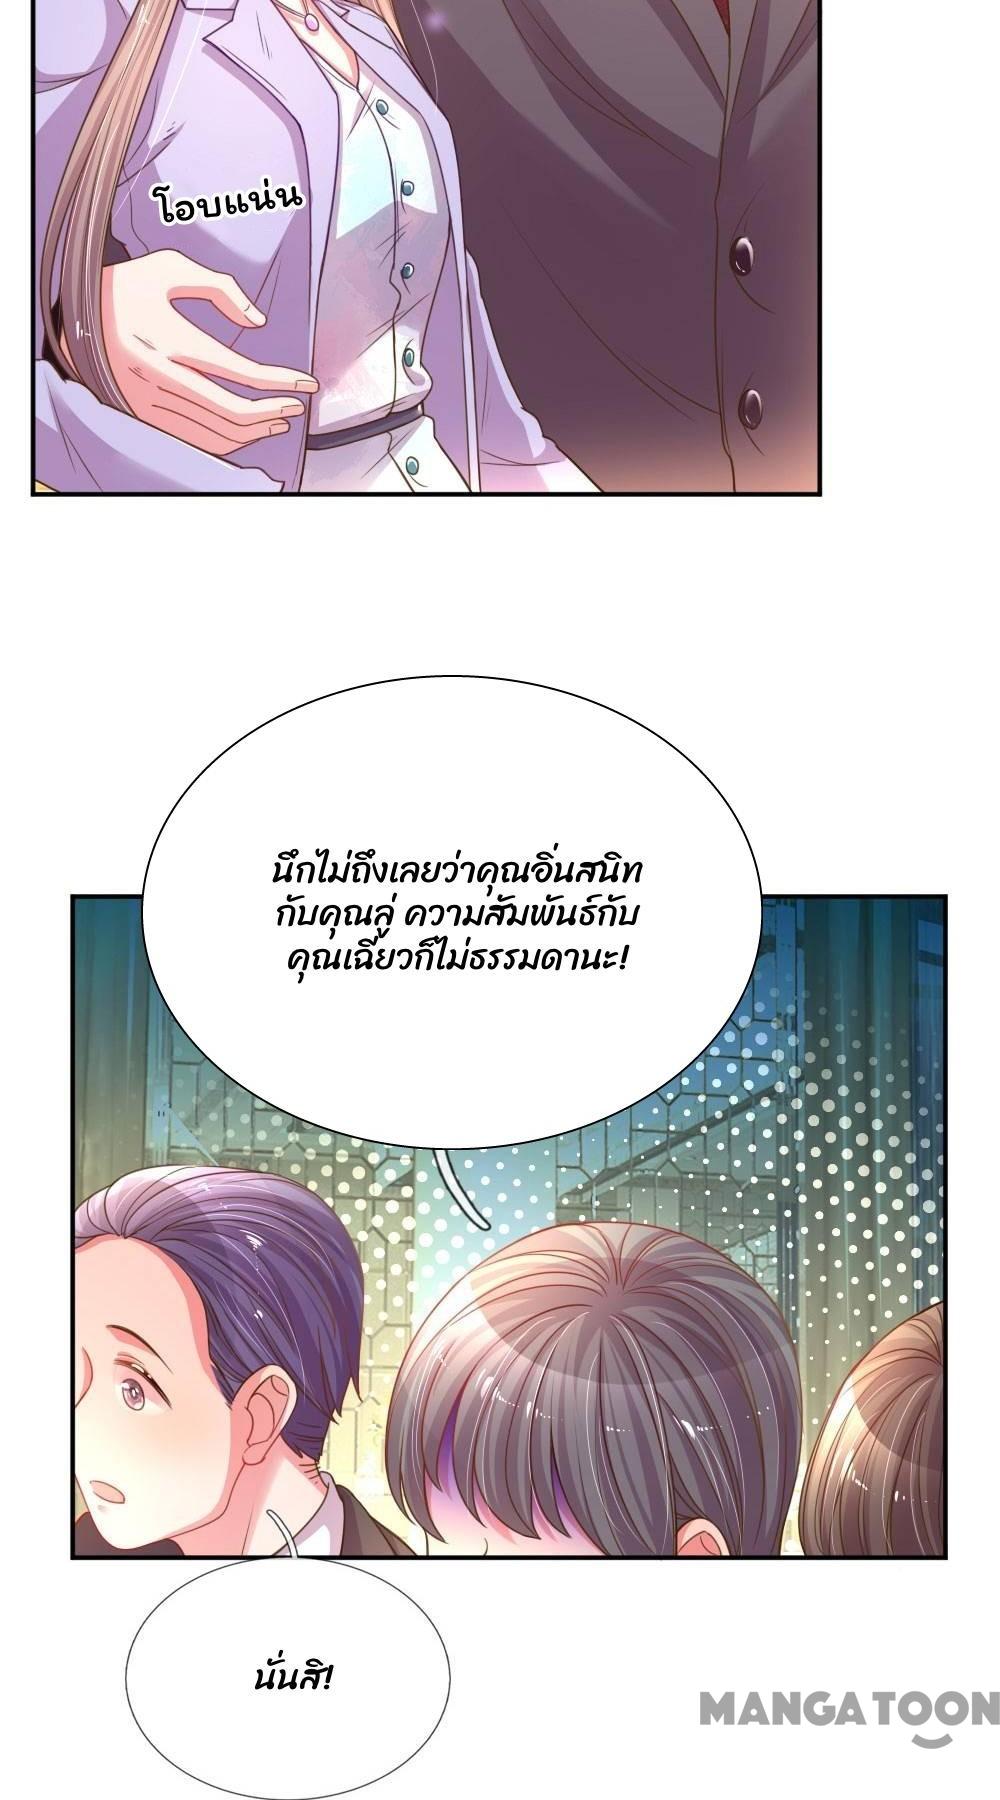 โอบแน่น
นึกไม่ถึงเลยว่าคุณอิ่นสนิท
กับคุณลู่ ความสัมพันธ์กับ
คุณเฉียวก็ไม่ธรรมดานะ!
นั่นสิ!
MANGATOON